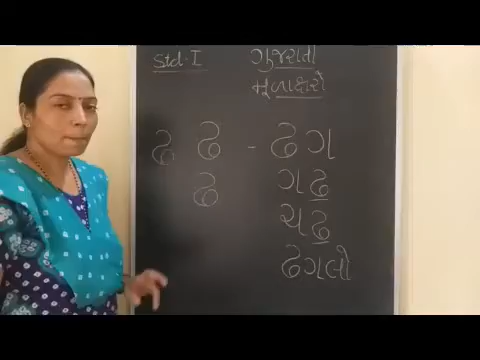 Std. I ગુજરાતી
મૂળાક્ષરો
ઢ ઢ - ઢગ
ઢ ગઢ
ચઢ
ઢગલો